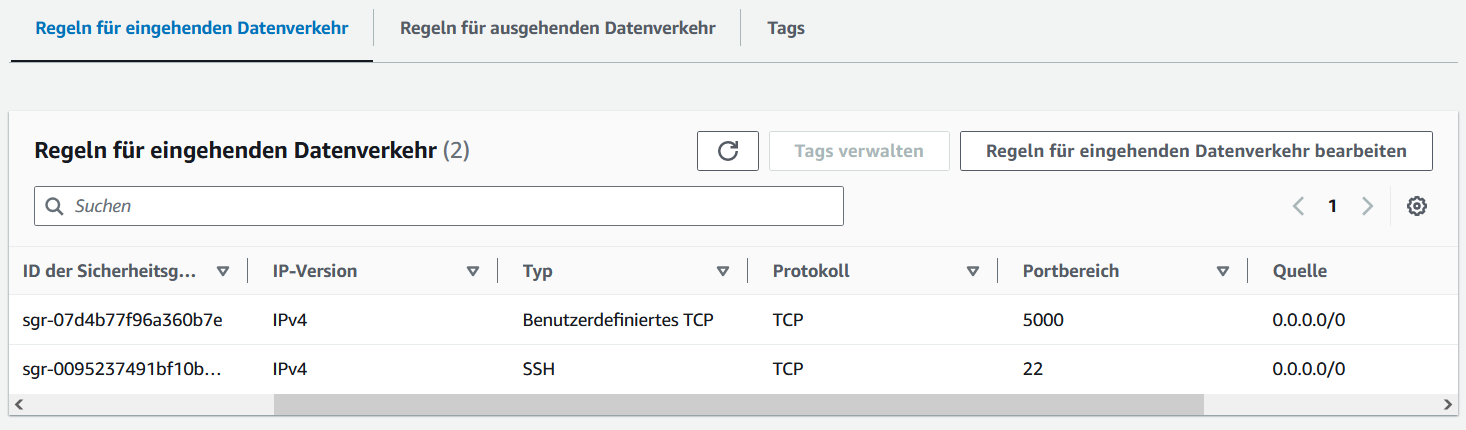 Regeln für eingehenden Datenverkehr Regeln für ausgehenden Datenverkehr Tags
Regeln für eingehenden Datenverkehr (2) Tags verwalten Regeln für eingehenden Datenverkehr bearbeiten
Suchen 1
ID der Sicherheitsg... IP-Version Typ Protokoll Portbereich Quelle
sgr-07d4b77f96a360b7e IPv4 Benutzerdefiniertes TCP TCP 5000 0.0.0.0/0
sgr-0095237491bf10b... IPv4 SSH TCP 22 0.0.0.0/0